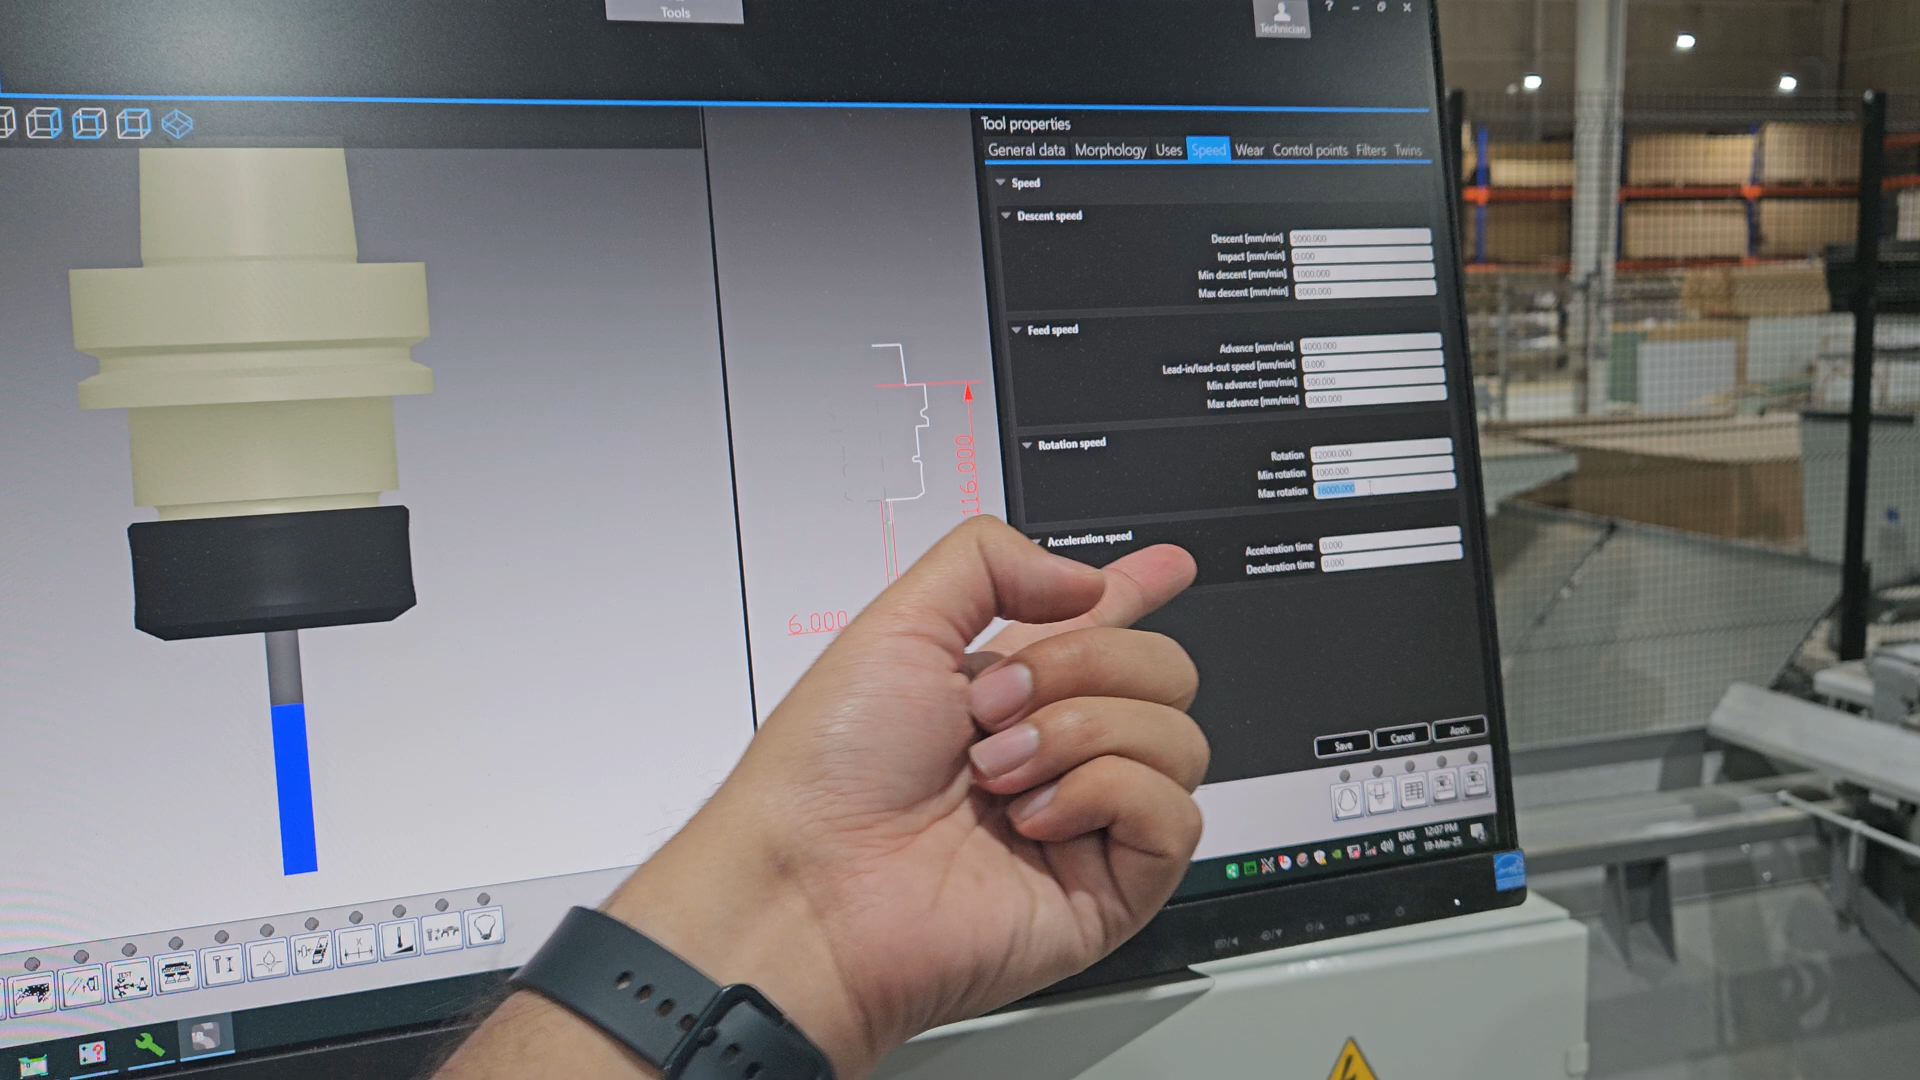 Tools
Technician
Tool properties
General data Morphology Uses Speed Wear Control points Filters Twins
Speed
Descent speed
Descent [mm/min] 5000.000
Impact [mm/min] 0.000
Min descent [mm/min] 1000.000
Max descent [mm/min] 8000.000
Feed speed
Advance [mm/min] 4000.000
Lead-in/lead-out speed [mm/min] 0.000
Min advance [mm/min] 500.000
Max advance [mm/min] 8000.000
Rotation speed
Rotation 12000.000
Min rotation 1000.000
Max rotation 16000.000
Acceleration speed
Acceleration time 0.000
Deceleration time 0.000
116.000
6.000
Save Cancel Apply
ENG 12:07 PM
US 19-Mar-25
TEST